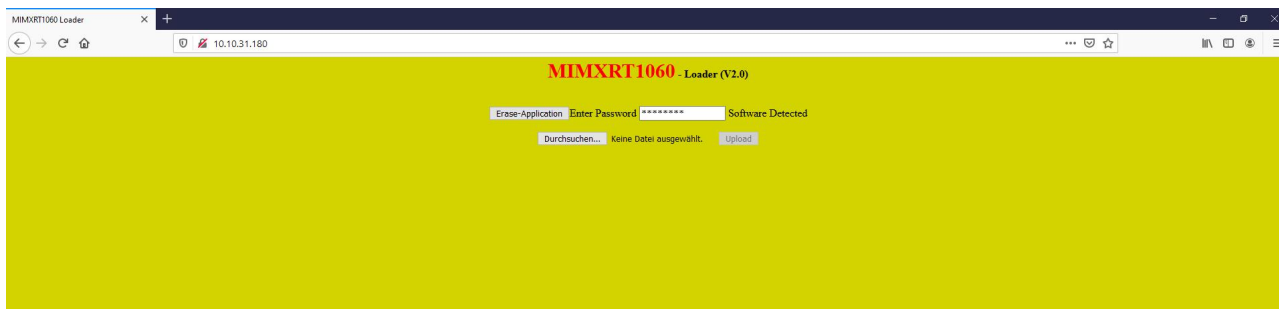 MIMXRT1060 Loader
10.10.31.180
MIMXRT1060 - Loader (V2.0)
Erase-Application Enter Password ******** Software Detected
Durchsuchen... Keine Datei ausgewählt. Upload